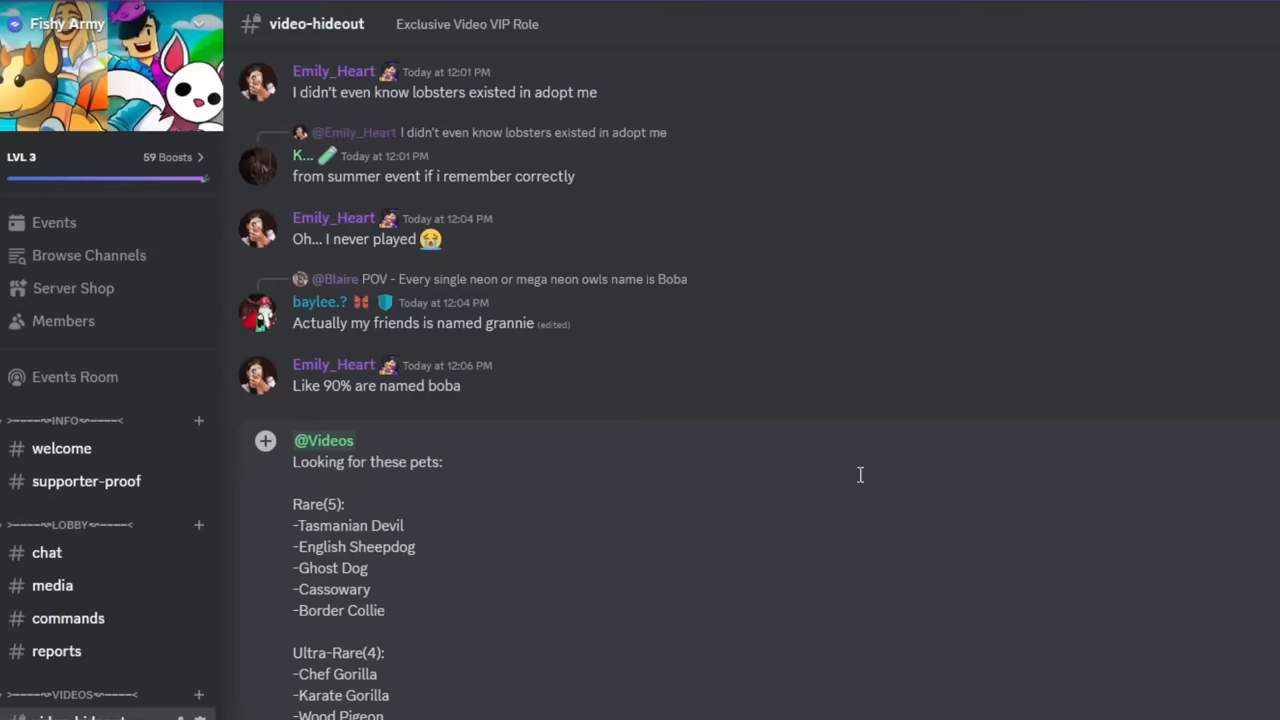 Fishy Army
LVL 3
59 Boosts
Events
Browse Channels
Server Shop
Members
Events Room
INFO
welcome
supporter-proof
LOBBY
chat
media
commands
reports
VIDEOS
video-hideout
Exclusive Video VIP Role
Emily_Heart Today at 12:01 PM
I didn't even know lobsters existed in adopt me
@Emily_Heart I didn't even know lobsters existed in adopt me
K... Today at 12:01 PM
from summer event if i remember correctly
Emily_Heart Today at 12:04 PM
Oh... I never played 😭
@Blaire POV - Every single neon or mega neon owls name is Boba
baylee.? Today at 12:04 PM
Actually my friends is named grannie (edited)
Emily_Heart Today at 12:06 PM
Like 90% are named boba
@Videos
Looking for these pets:
Rare(5):
-Tasmanian Devil
-English Sheepdog
-Ghost Dog
-Cassowary
-Border Collie
Ultra-Rare(4):
-Chef Gorilla
-Karate Gorilla
-Wood Pigeon